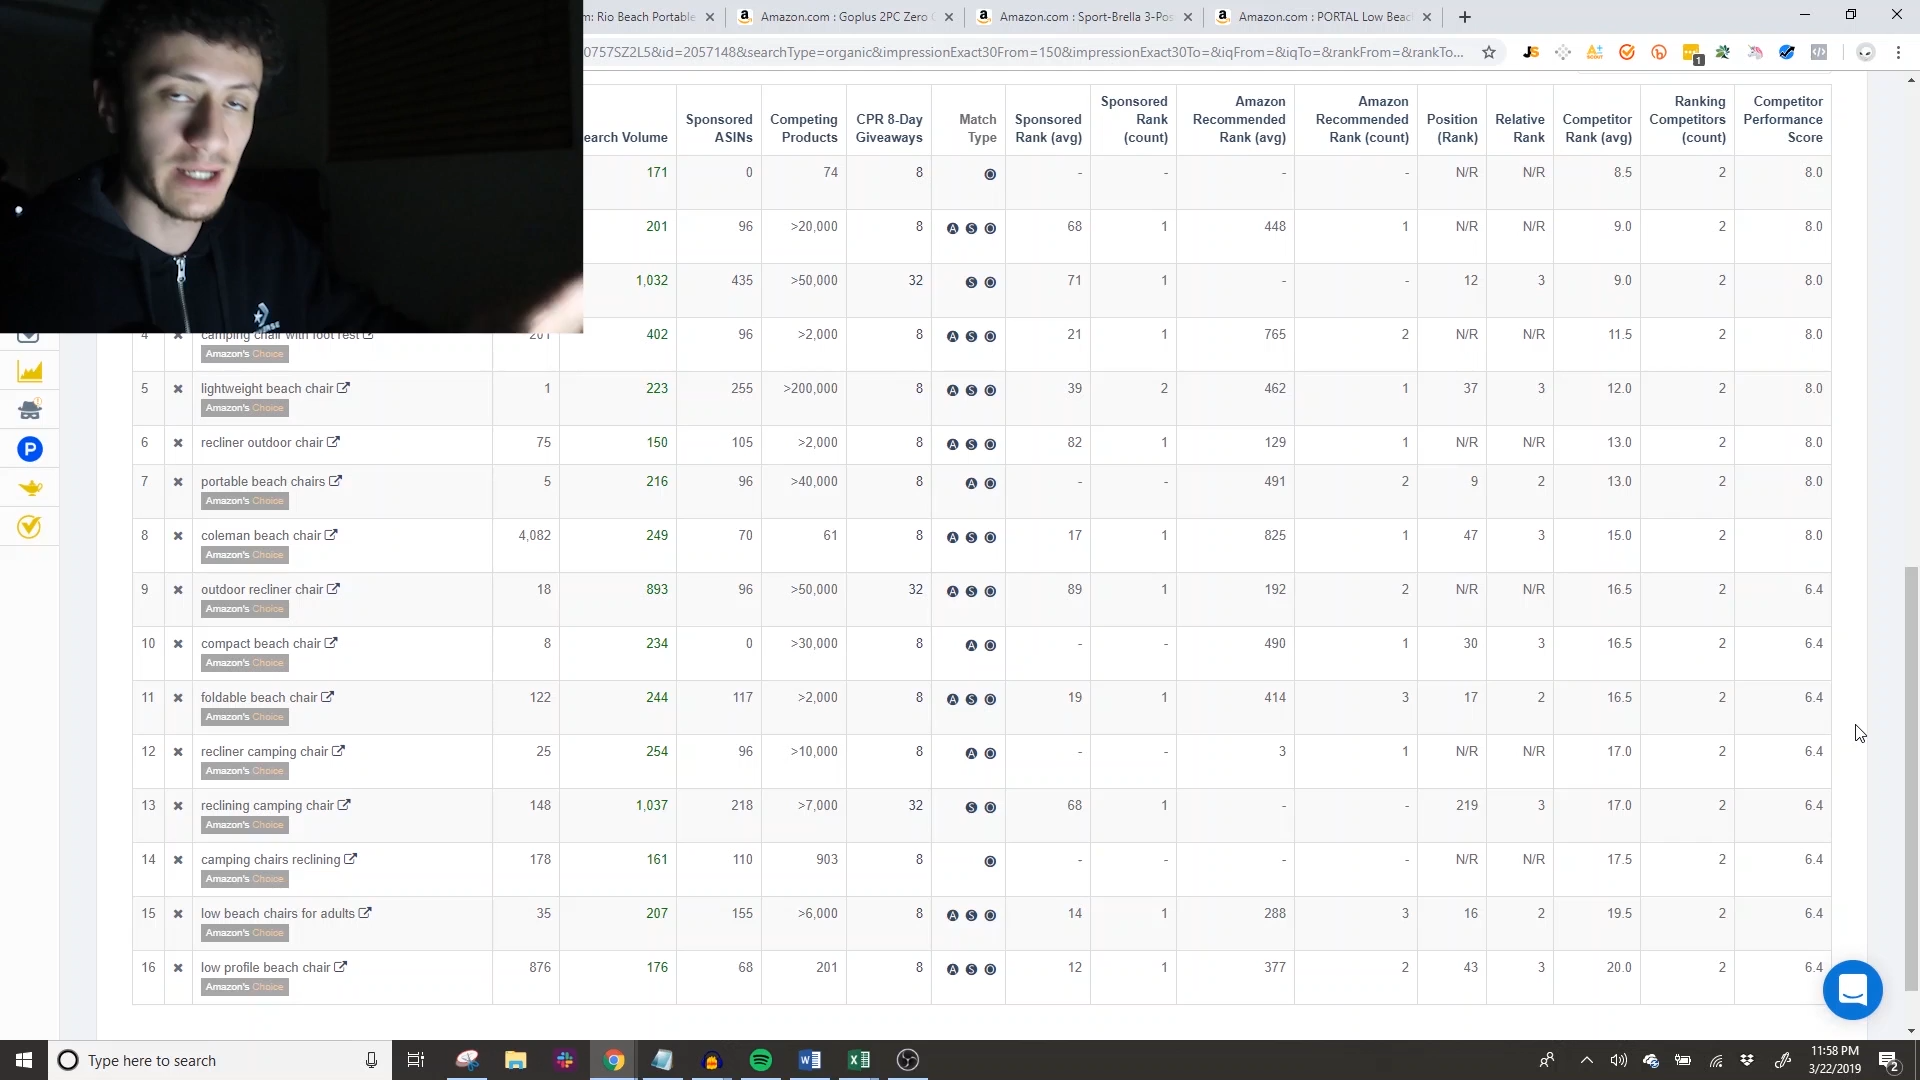 m: Rio Beach Portable
Amazon.com : Goplus 2PC Zero
Amazon.com : Sport-Brella 3-Pos
Amazon.com : PORTAL Low Beac
0757SZ2L5&id=2057148&searchType=organic&impressionExact30From=150&impressionExact30To=&iqFrom=&iqTo=&rankFrom=&rankTo...
earch Volume Sponsored ASINs Competing Products CPR 8-Day Giveaways Match Type Sponsored Rank (avg) Sponsored Rank (count) Amazon Recommended Rank (avg) Amazon Recommended Rank (count) Position (Rank) Relative Rank Competitor Rank (avg) Ranking Competitors (count) Competitor Performance Score
171 0 74 8 O - - - - N/R N/R 8.5 2 8.0
201 96 >20,000 8 A S O 68 1 448 1 N/R N/R 9.0 2 8.0
1,032 435 >50,000 32 S O 71 1 - - 12 3 9.0 2 8.0
4 camping chair with foot rest 201 402 96 >2,000 8 A S O 21 1 765 2 N/R N/R 11.5 2 8.0
Amazon's Choice
5 lightweight beach chair 1 223 255 >200,000 8 A S O 39 2 462 1 37 3 12.0 2 8.0
Amazon's Choice
6 recliner outdoor chair 75 150 105 >2,000 8 A S O 82 1 129 1 N/R N/R 13.0 2 8.0
7 portable beach chairs 5 216 96 >40,000 8 A O - - 491 2 9 2 13.0 2 8.0
Amazon's Choice
8 coleman beach chair 4,082 249 70 61 8 A S O 17 1 825 1 47 3 15.0 2 8.0
Amazon's Choice
9 outdoor recliner chair 18 893 96 >50,000 32 A S O 89 1 192 2 N/R N/R 16.5 2 6.4
Amazon's Choice
10 compact beach chair 8 234 0 >30,000 8 A O - - 490 1 30 3 16.5 2 6.4
Amazon's Choice
11 foldable beach chair 122 244 117 >2,000 8 A S O 19 1 414 3 17 2 16.5 2 6.4
Amazon's Choice
12 recliner camping chair 25 254 96 >10,000 8 A O - - 3 1 N/R N/R 17.0 2 6.4
Amazon's Choice
13 reclining camping chair 148 1,037 218 >7,000 32 S O 68 1 - - 219 3 17.0 2 6.4
Amazon's Choice
14 camping chairs reclining 178 161 110 903 8 O - - - - N/R N/R 17.5 2 6.4
Amazon's Choice
15 low beach chairs for adults 35 207 155 >6,000 8 A S O 14 1 288 3 16 2 19.5 2 6.4
Amazon's Choice
16 low profile beach chair 876 176 68 201 8 A S O 12 1 377 2 43 3 20.0 2 6.4
Amazon's Choice
Type here to search
11:58 PM
3/22/2019